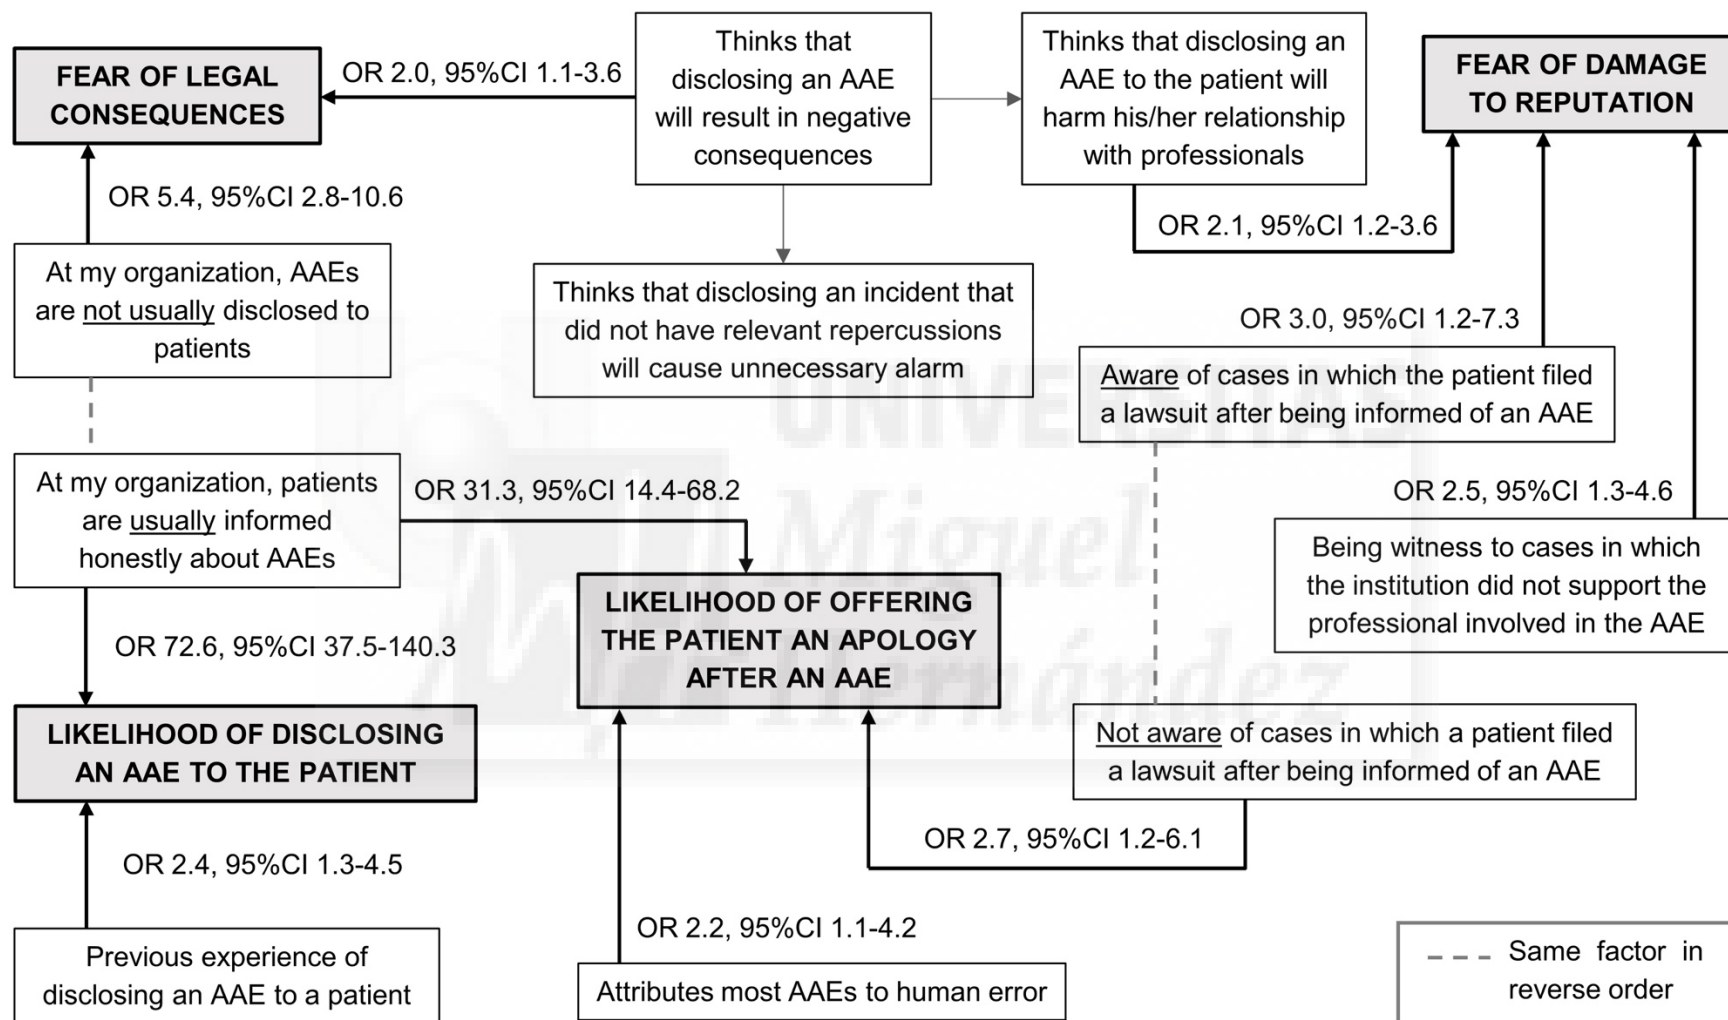 FEAR OF LEGAL
CONSEQUENCES
OR 2.0, 95%CI 1.1-3.6
Thinks that
disclosing an AAE
will result in negative
consequences
Thinks that disclosing an
AAE to the patient will
harm his/her relationship
with professionals
FEAR OF DAMAGE
TO REPUTATION
OR 5.4, 95%CI 2.8-10.6
OR 2.1, 95%CI 1.2-3.6
At my organization, AAEs
are not usually disclosed to
patients
Thinks that disclosing an incident that
did not have relevant repercussions
will cause unnecessary alarm
OR 3.0, 95%CI 1.2-7.3
Aware of cases in which the patient filed
a lawsuit after being informed of an AAE
At my organization, patients
are usually informed
honestly about AAEs
OR 31.3, 95%CI 14.4-68.2
OR 2.5, 95%CI 1.3-4.6
Being witness to cases in which
the institution did not support the
professional involved in the AAE
LIKELIHOOD OF OFFERING
THE PATIENT AN APOLOGY
AFTER AN AAE
OR 72.6, 95%CI 37.5-140.3
LIKELIHOOD OF DISCLOSING
AN AAE TO THE PATIENT
Not aware of cases in which a patient filed
a lawsuit after being informed of an AAE
OR 2.4, 95%CI 1.3-4.5
OR 2.7, 95%CI 1.2-6.1
OR 2.2, 95%CI 1.1-4.2
Previous experience of
disclosing an AAE to a patient
Attributes most AAEs to human error
Same factor in
reverse order
UNIVERSITAS
Miguel
Hernández